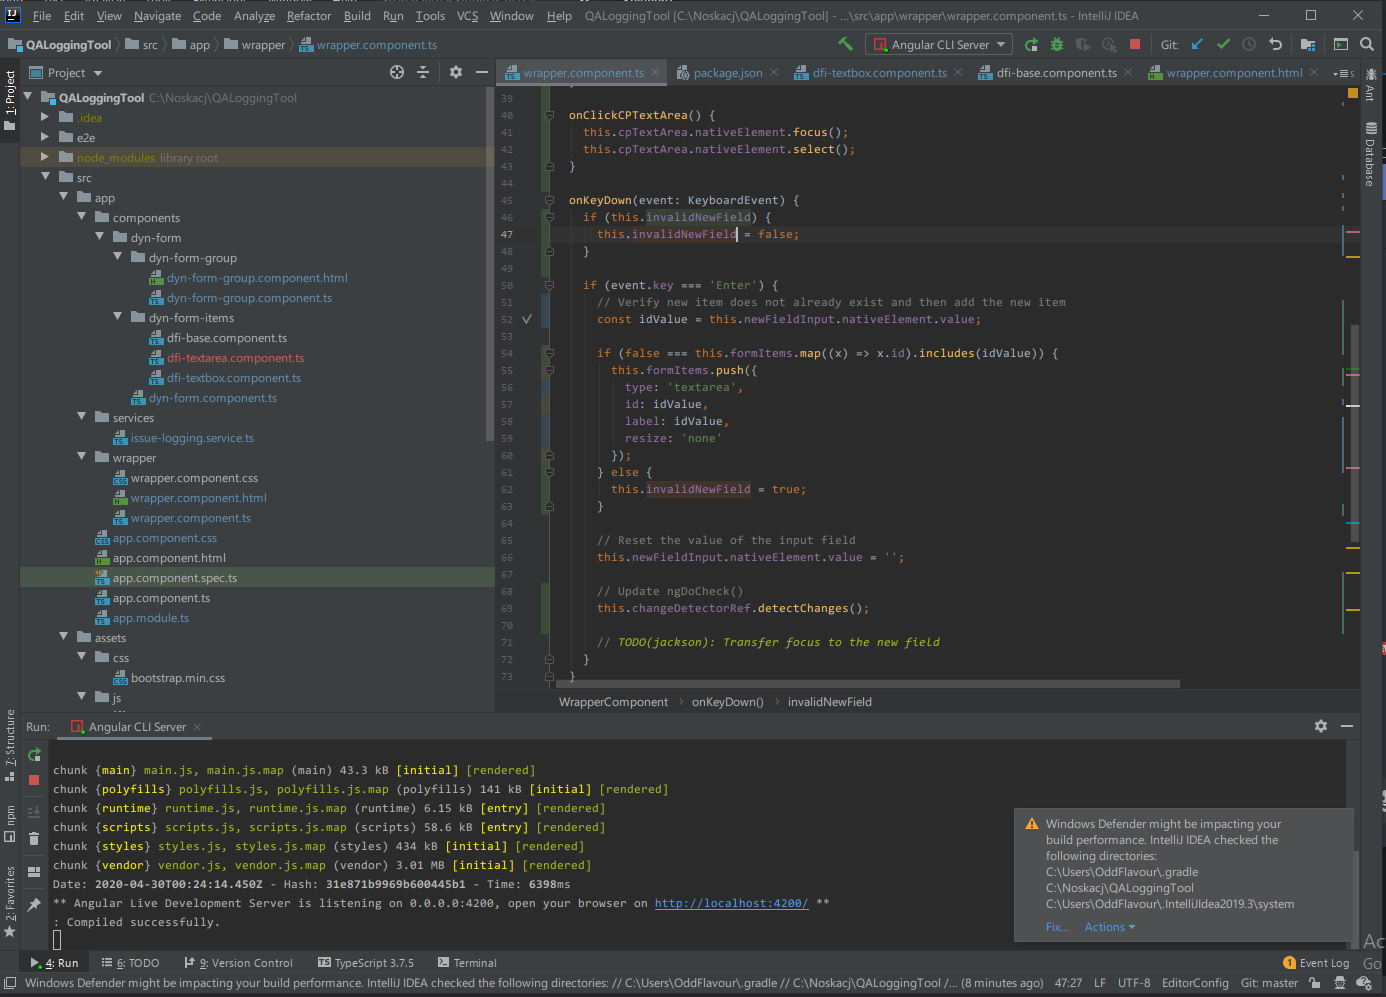 File Edit View Navigate Code Analyze Refactor Build Run Tools VCS Window Help QALoggingTool [C:\Noskacj\QALoggingTool] - ...\src\app\wrapper\wrapper.component.ts - IntelliJ IDEA
QALoggingTool src app wrapper wrapper.component.ts Angular CLI Server Git:
Project wrapper.component.ts package.json dfi-textbox.component.ts dfi-base.component.ts wrapper.component.html
1: Project
QALoggingTool C:\Noskacj\QALoggingTool
.idea
e2e
node_modules library root
src
app
components
dyn-form
dyn-form-group
dyn-form-group.component.html
dyn-form-group.component.ts
dyn-form-items
dfi-base.component.ts
dfi-textarea.component.ts
dfi-textbox.component.ts
dyn-form.component.ts
services
issue-logging.service.ts
wrapper
wrapper.component.css
wrapper.component.html
wrapper.component.ts
app.component.css
app.component.html
app.component.spec.ts
app.component.ts
app.module.ts
assets
css
bootstrap.min.css
js
39
40 onClickCPTextArea() {
41 this.cpTextArea.nativeElement.focus();
42 this.cpTextArea.nativeElement.select();
43 }
44
45 onKeyDown(event: KeyboardEvent) {
46 if (this.invalidNewField) {
47 this.invalidNewField = false;
48 }
49
50 if (event.key === 'Enter') {
51 // Verify new item does not already exist and then add the new item
52 const idValue = this.newFieldInput.nativeElement.value;
53
54 if (false === this.formItems.map((x) => x.id).includes(idValue)) {
55 this.formItems.push({
56 type: 'textarea',
57 id: idValue,
58 label: idValue,
59 resize: 'none'
60 });
61 } else {
62 this.invalidNewField = true;
63 }
64
65 // Reset the value of the input field
66 this.newFieldInput.nativeElement.value = '';
67
68 // Update ngDoCheck()
69 this.changeDetectorRef.detectChanges();
70
71 // TODO(jackson): Transfer focus to the new field
72 }
73 }
WrapperComponent onKeyDown() invalidNewField
Ant
Database
7: Structure
npm
2: Favorites
Run: Angular CLI Server
chunk {main} main.js, main.js.map (main) 43.3 kB [initial] [rendered]
chunk {polyfills} polyfills.js, polyfills.js.map (polyfills) 141 kB [initial] [rendered]
chunk {runtime} runtime.js, runtime.js.map (runtime) 6.15 kB [entry] [rendered]
chunk {scripts} scripts.js, scripts.js.map (scripts) 58.6 kB [entry] [rendered]
chunk {styles} styles.js, styles.js.map (styles) 434 kB [initial] [rendered]
chunk {vendor} vendor.js, vendor.js.map (vendor) 3.01 MB [initial] [rendered]
Date: 2020-04-30T00:24:14.450Z - Hash: 31e871b9969b600445b1 - Time: 6398ms
** Angular Live Development Server is listening on 0.0.0.0:4200, open your browser on http://localhost:4200/ **
: Compiled successfully.
Windows Defender might be impacting your
build performance. IntelliJ IDEA checked the
following directories:
C:\Users\OddFlavour\.gradle
C:\Noskacj\QALoggingTool
C:\Users\OddFlavour\.IntelliJIdea2019.3\system
Fix... Actions
Ac
4: Run 6: TODO 9: Version Control TypeScript 3.7.5 Terminal 1 Event Log Go
Windows Defender might be impacting your build performance. IntelliJ IDEA checked the following directories: // C:\Users\OddFlavour\.gradle // C:\Noskacj\QALoggingTool /... (8 minutes ago) 47:27 LF UTF-8 EditorConfig Git: master